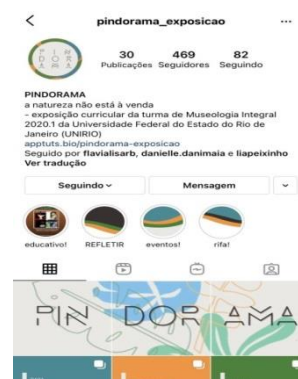 pindorama_exposicao
PIN
DOR
AMA
30 469 82
Publicações Seguidores Seguindo
PINDORAMA
a natureza não está à venda
- exposição curricular da turma de Museologia Integral
2020.1 da Universidade Federal do Estado do Rio de
Janeiro (UNIRIO)
apptuts.bio/pindorama-exposicao
Seguido por flavialisarb, danielle.danimaia e liapeixinho
Ver tradução
Seguindo Mensagem
educativo! REFLETIR eventos! rifa!
PIN DOR AMA